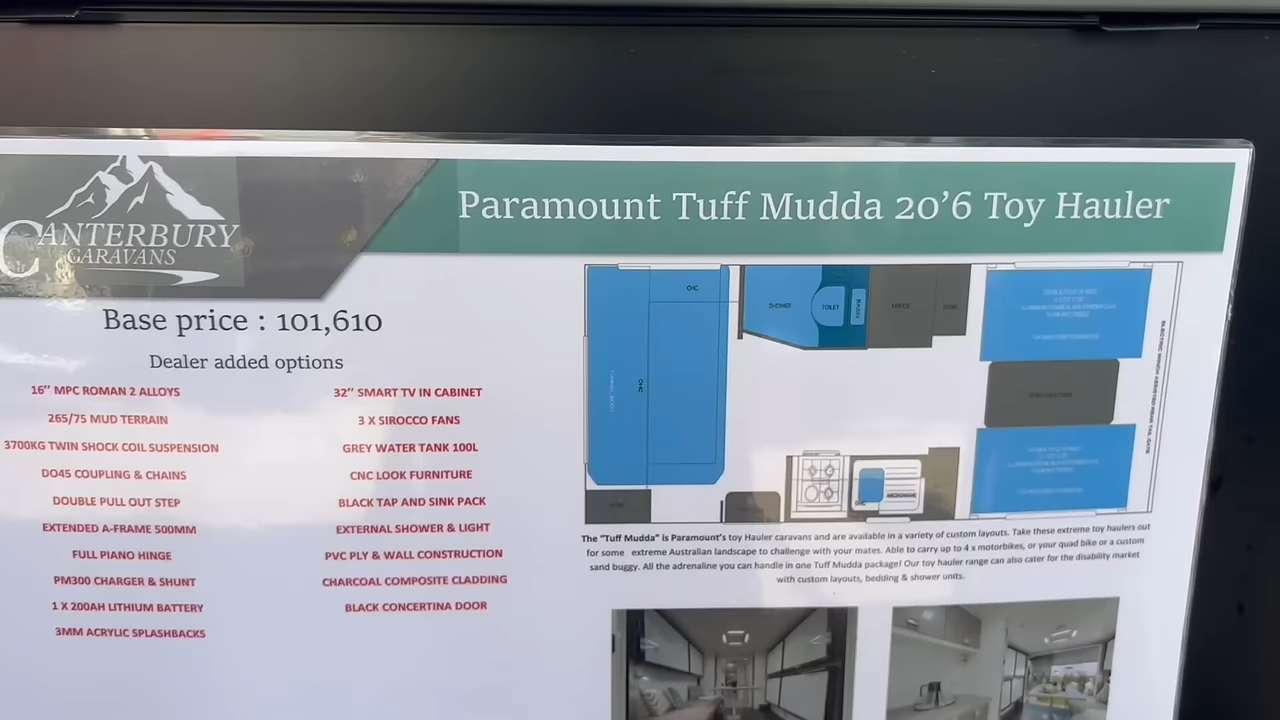 CANTERBURY
CARAVANS
Paramount Tuff Mudda 20'6 Toy Hauler
Base price : 101,610
Dealer added options
16" MPC ROMAN 2 ALLOYS
265/75 MUD TERRAIN
3700KG TWIN SHOCK COIL SUSPENSION
DO45 COUPLING & CHAINS
DOUBLE PULL OUT STEP
EXTENDED A-FRAME 500MM
FULL PIANO HINGE
PM300 CHARGER & SHUNT
1 X 200AH LITHIUM BATTERY
3MM ACRYLIC SPLASHBACKS
32" SMART TV IN CABINET
3 X SIROCCO FANS
GREY WATER TANK 100L
CNC LOOK FURNITURE
BLACK TAP AND SINK PACK
EXTERNAL SHOWER & LIGHT
PVC PLY & WALL CONSTRUCTION
CHARCOAL COMPOSITE CLADDING
BLACK CONCERTINA DOOR
OHC
OHC
SHOWER
TOILET
BASIN
MICROWAVE
OHC
The "Tuff Mudda" is Paramount's toy Hauler caravans and are available in a variety of custom layouts. Take these extreme toy haulers out
for some extreme Australian landscape to challenge with your mates. Able to carry up to 4 x motorbikes, or your quad bike or a custom
sand buggy. All the adrenaline you can handle in one Tuff Mudda package! Our toy hauler range can also cater for the disability market
with custom layouts, bedding & shower units.